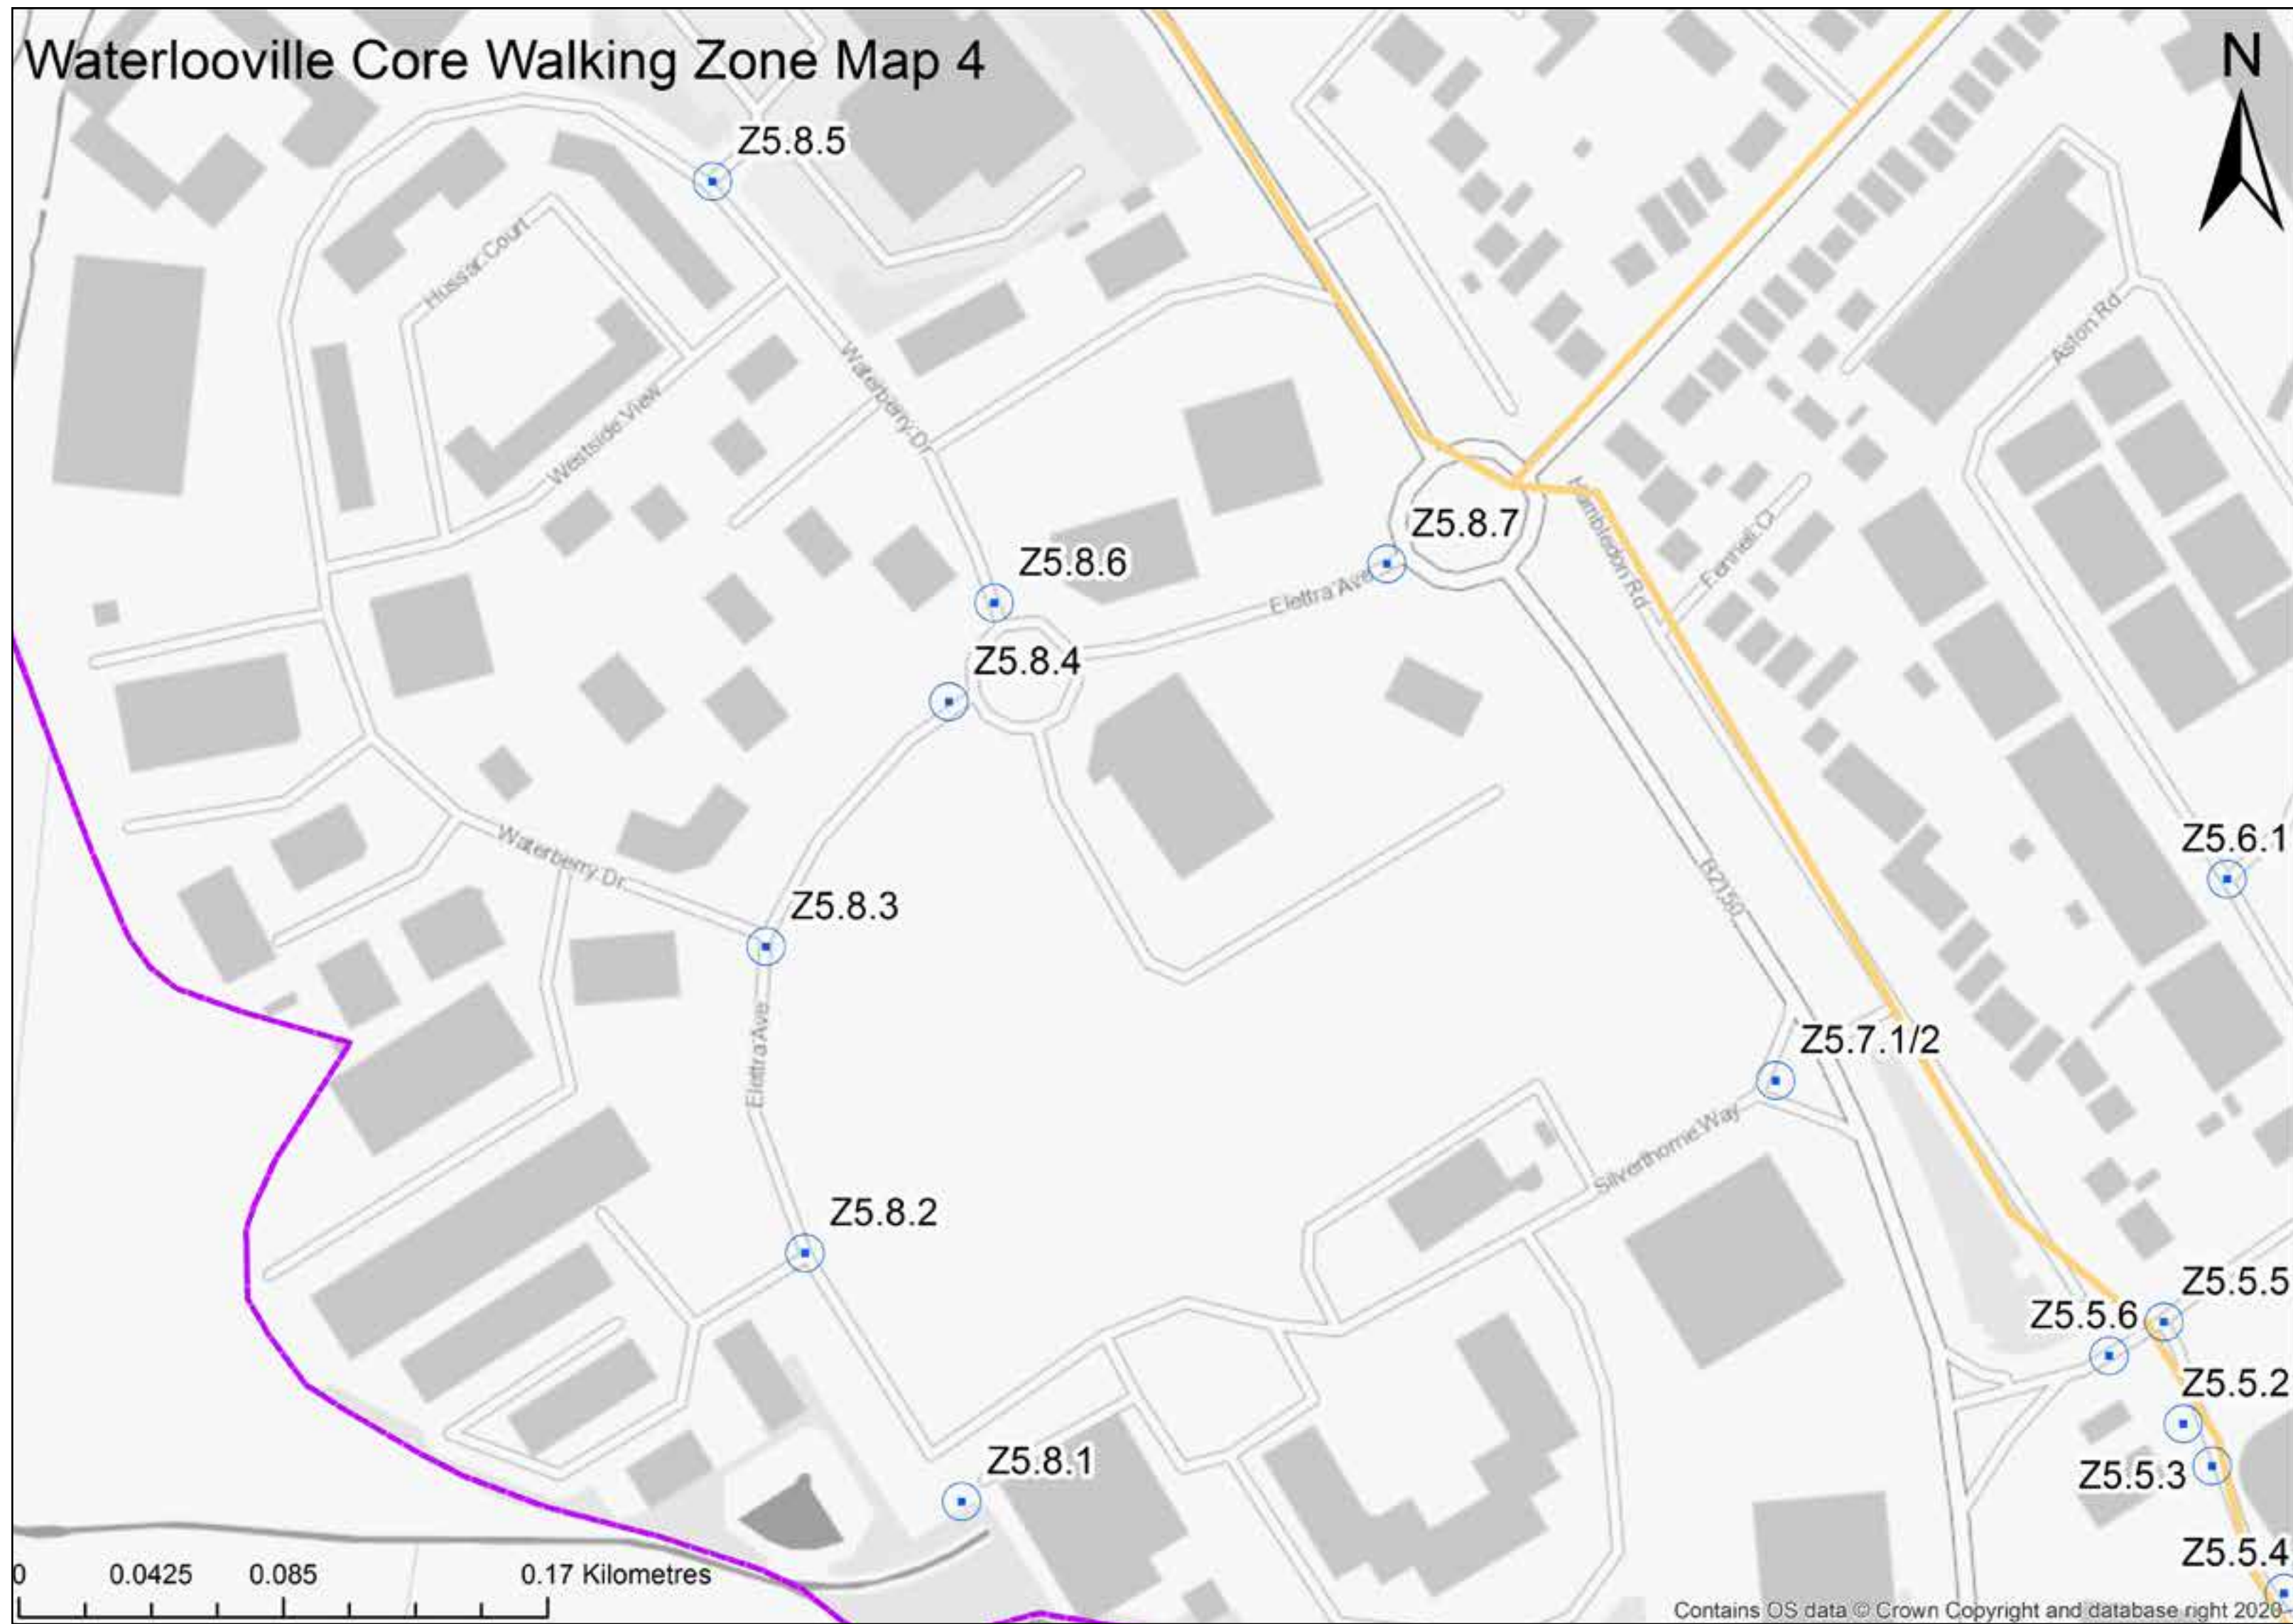 Waterlooville Core Walking Zone Map 4
N
Z5.8.5
Hussar Court
Aston Rd
Waterberry Dr
Westside View
Z5.8.7
Hambledon Rd
Fennell Cl
Z5.8.6
Elettra Ave
Z5.8.4
Z5.6.1
Waterberry Dr
B2150
Z5.8.3
Elettra Ave
Z5.7.1/2
Silverthorne Way
Z5.8.2
Z5.5.5
Z5.5.6
Z5.5.2
Z5.8.1
Z5.5.3
Z5.5.4
0 0.0425 0.085 0.17 Kilometres
Contains OS data © Crown Copyright and database right 2020